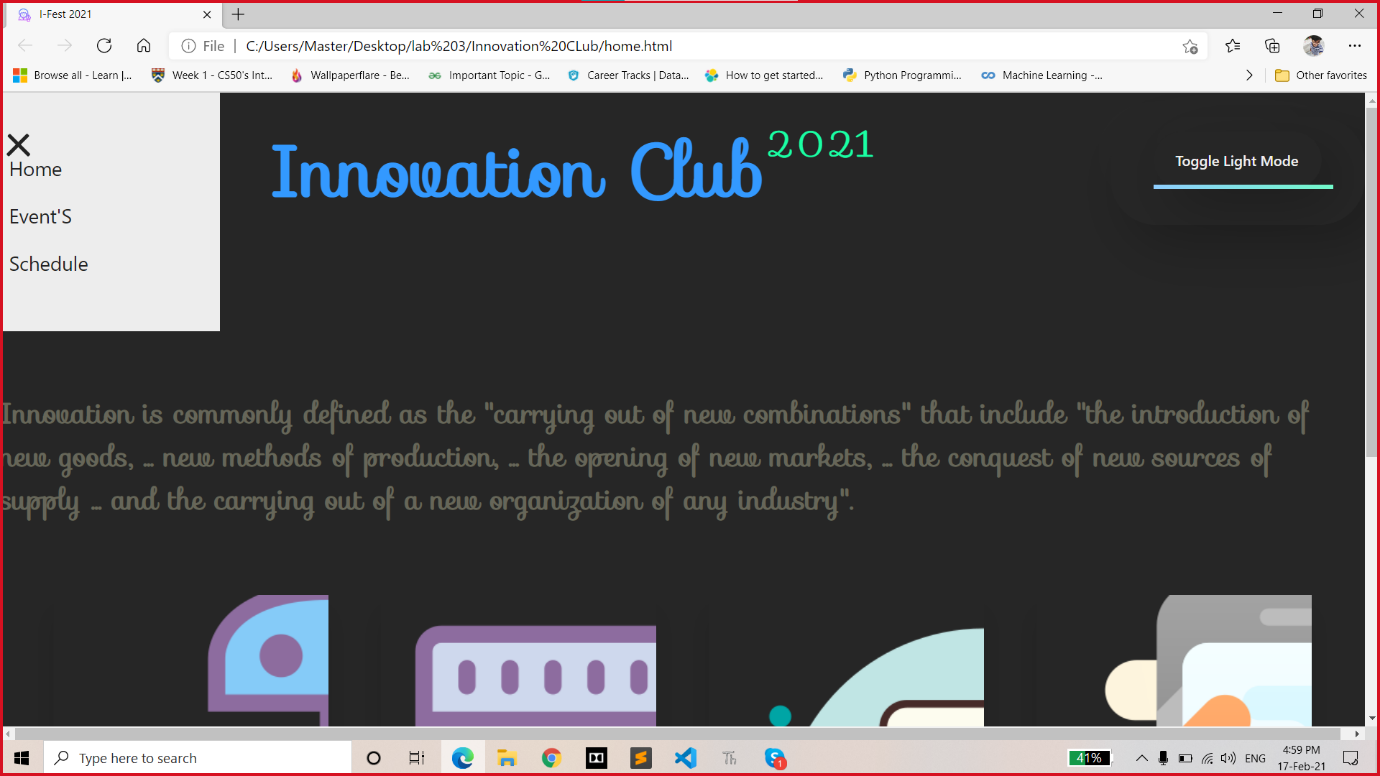 I-Fest 2021
File | C:/Users/Master/Desktop/lab%203/Innovation%20CLub/home.html
Browse all - Learn |... Week 1 - CS50's Int... Wallpaperflare - Be... Important Topic - G... Career Tracks | Data... How to get started... Python Programmi... Machine Learning -... Other favorites
Innovation Club 2021
Toggle Light Mode
Home
Event'S
Schedule
Innovation is commonly defined as the "carrying out of new combinations" that include "the introduction of
new goods, ... new methods of production, ... the opening of new markets, ... the conquest of new sources of
supply ... and the carrying out of a new organization of any industry".
Type here to search
Th
1
41%
ENG
4:59 PM
17-Feb-21